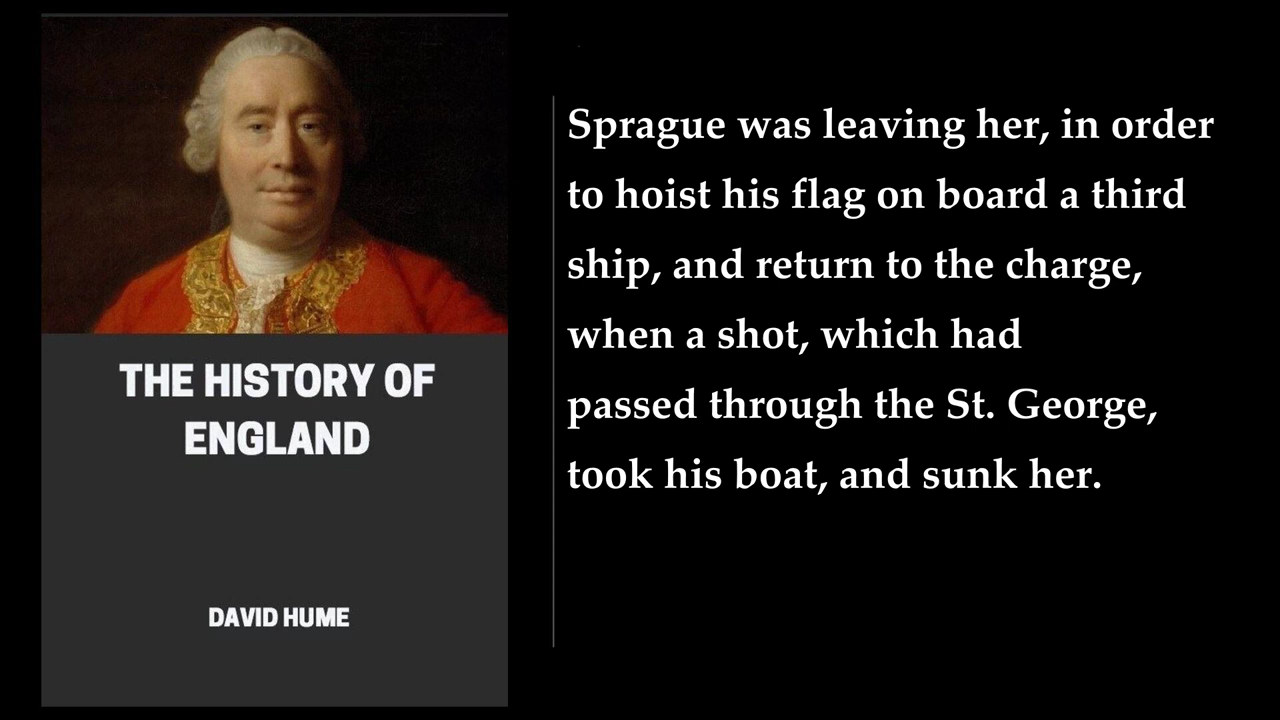 THE HISTORY OF
ENGLAND
DAVID HUME
Sprague was leaving her, in order
to hoist his flag on board a third
ship, and return to the charge,
when a shot, which had
passed through the St. George,
took his boat, and sunk her.